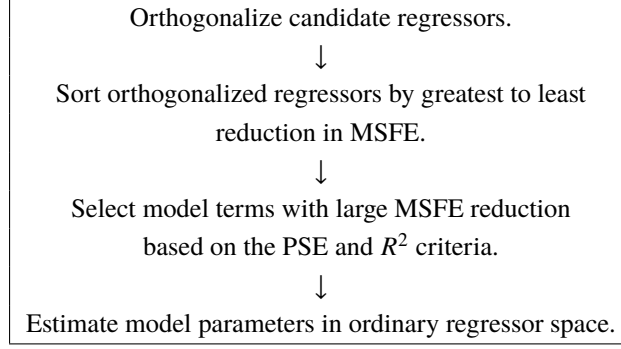 Orthogonalize candidate regressors.
↓
Sort orthogonalized regressors by greatest to least
reduction in MSFE.
↓
Select model terms with large MSFE reduction
based on the PSE and R² criteria.
↓
Estimate model parameters in ordinary regressor space.